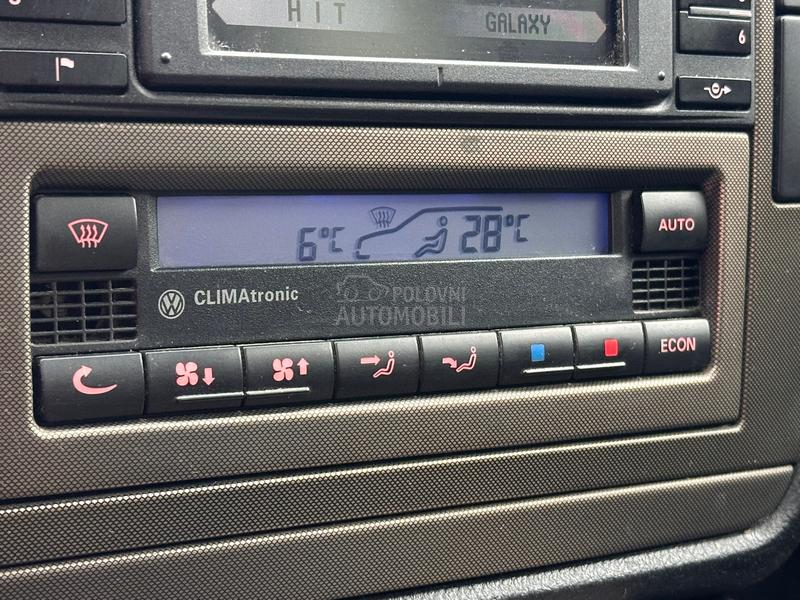 HIT
GALAXY
6
6°C
28°C
AUTO
CLIMAtronic
POLOVNI
AUTOMOBILI
ECON